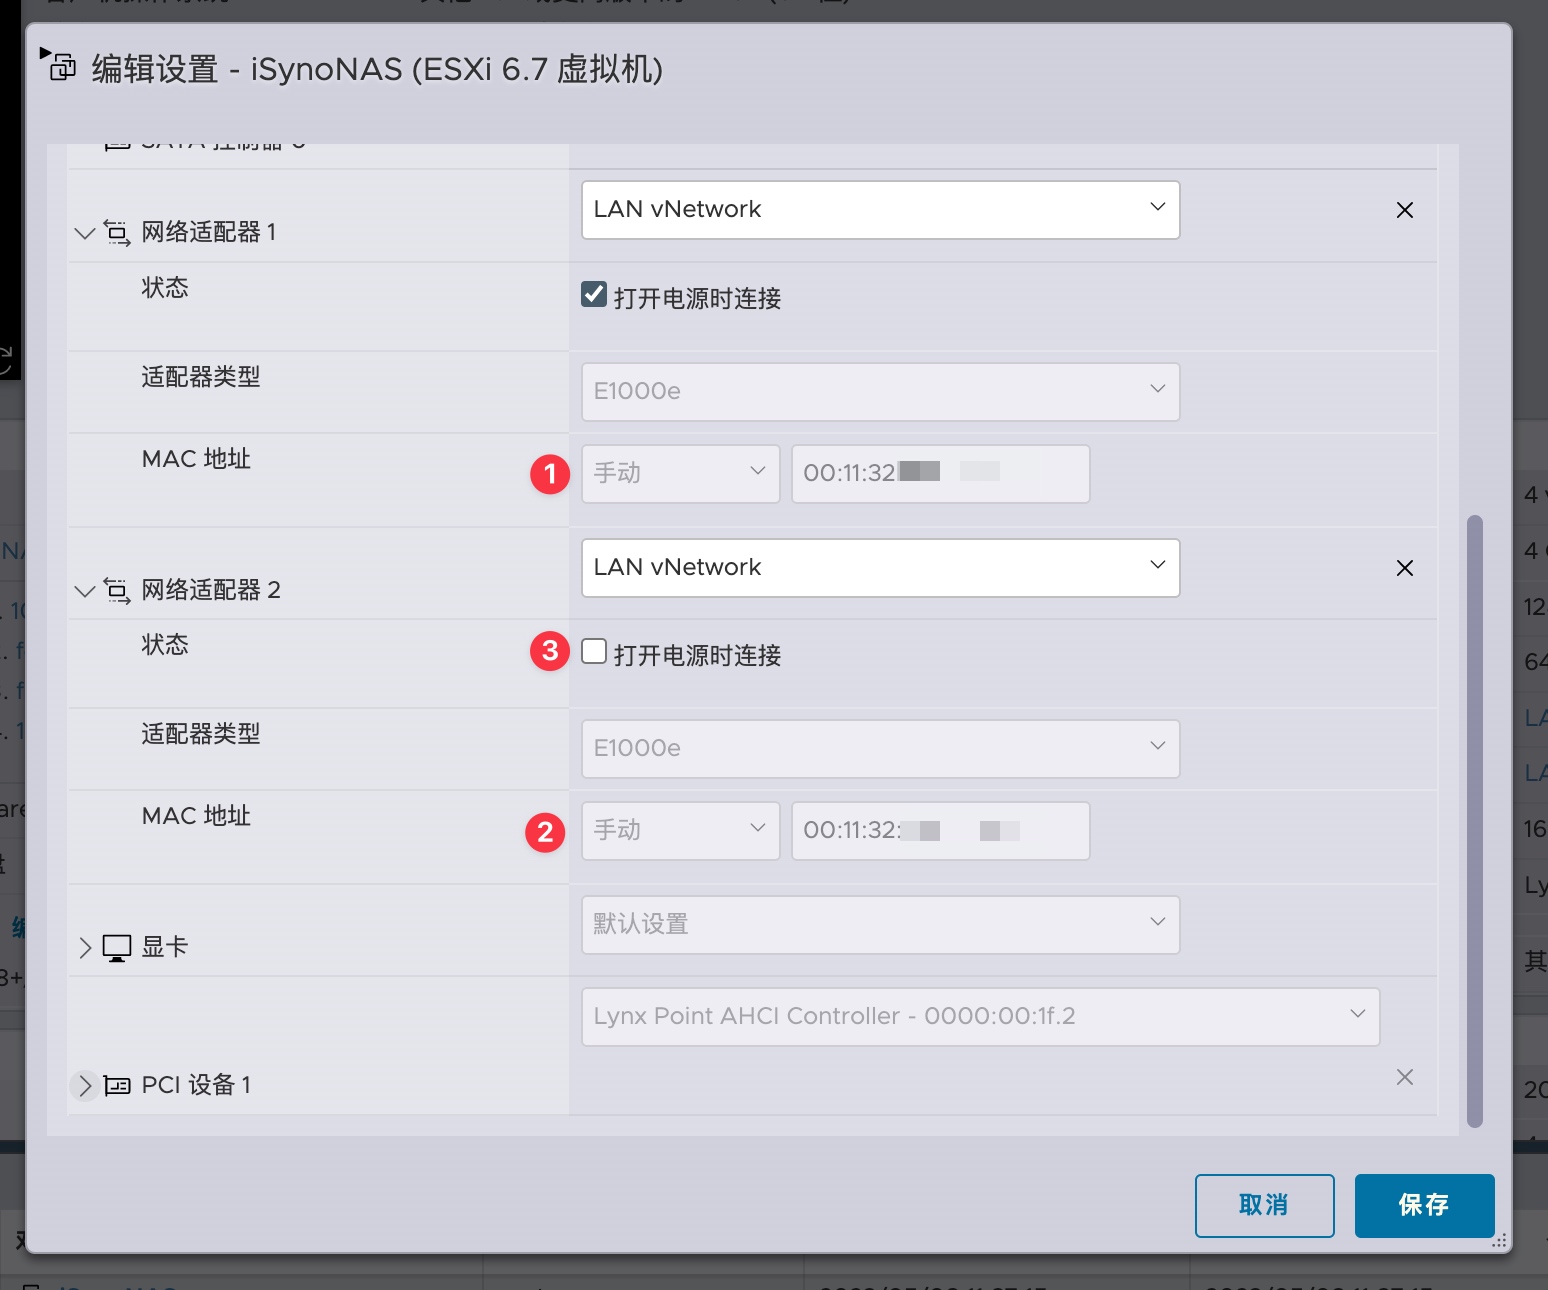 编辑设置 - iSynoNAS (ESXi 6.7 虚拟机)
SATA 控制器 0
网络适配器 1
LAN vNetwork
状态
打开电源时连接
适配器类型
E1000e
MAC 地址
1
手动
00:11:32
网络适配器 2
LAN vNetwork
状态
3
打开电源时连接
适配器类型
E1000e
MAC 地址
2
手动
00:11:32:
显卡
默认设置
Lynx Point AHCI Controller - 0000:00:1f.2
PCI 设备 1
取消
保存